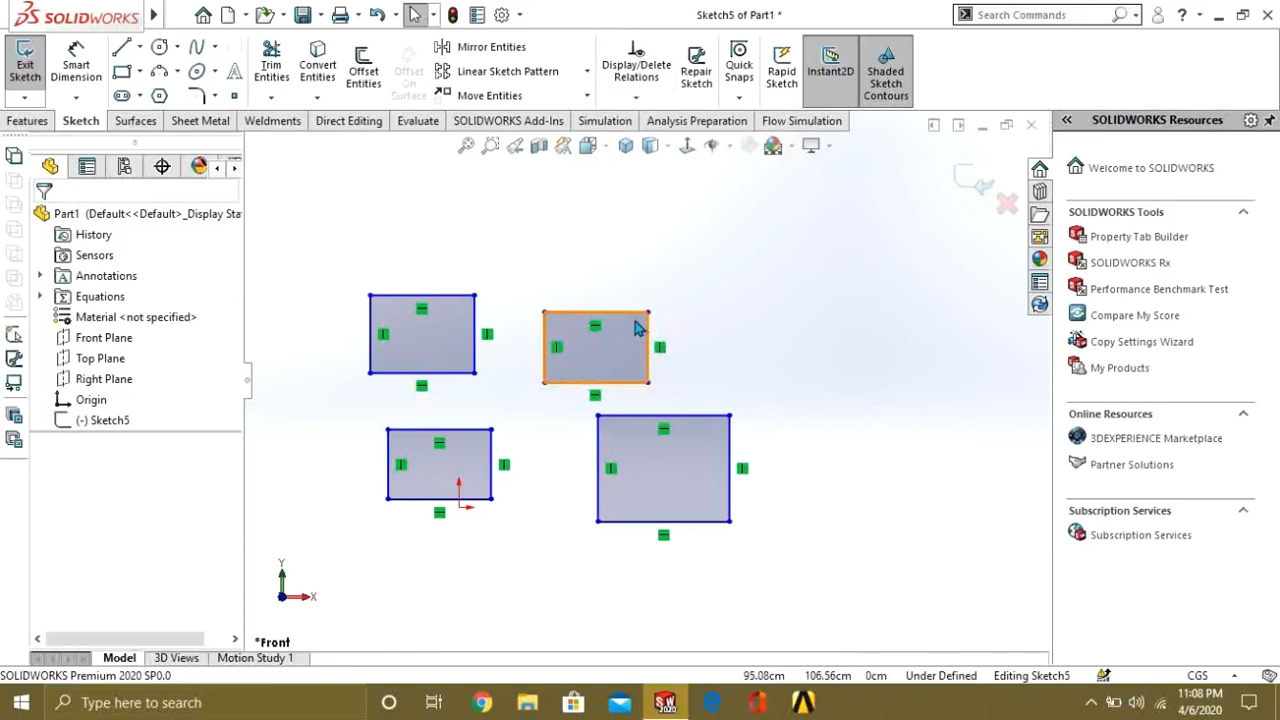 SOLIDWORKS
Sketch5 of Part1 *
Search Commands
Exit Sketch
Smart Dimension
Trim Entities
Convert Entities
Offset Entities
Offset On Surface
Mirror Entities
Linear Sketch Pattern
Move Entities
Display/Delete Relations
Repair Sketch
Quick Snaps
Rapid Sketch
Instant2D
Shaded Sketch Contours
Features
Sketch
Surfaces
Sheet Metal
Weldments
Direct Editing
Evaluate
SOLIDWORKS Add-Ins
Simulation
Analysis Preparation
Flow Simulation
Part1 (Default<<Default>_Display Sta
History
Sensors
Annotations
Equations
Material <not specified>
Front Plane
Top Plane
Right Plane
Origin
(-) Sketch5
Y
X
*Front
SOLIDWORKS Resources
Welcome to SOLIDWORKS
SOLIDWORKS Tools
Property Tab Builder
SOLIDWORKS Rx
Performance Benchmark Test
Compare My Score
Copy Settings Wizard
My Products
Online Resources
3DEXPERIENCE Marketplace
Partner Solutions
Subscription Services
Subscription Services
Model
3D Views
Motion Study 1
SOLIDWORKS Premium 2020 SP0.0
95.08cm
106.56cm
0cm
Under Defined
Editing Sketch5
CGS
Type here to search
SW
2020
11:08 PM
4/6/2020